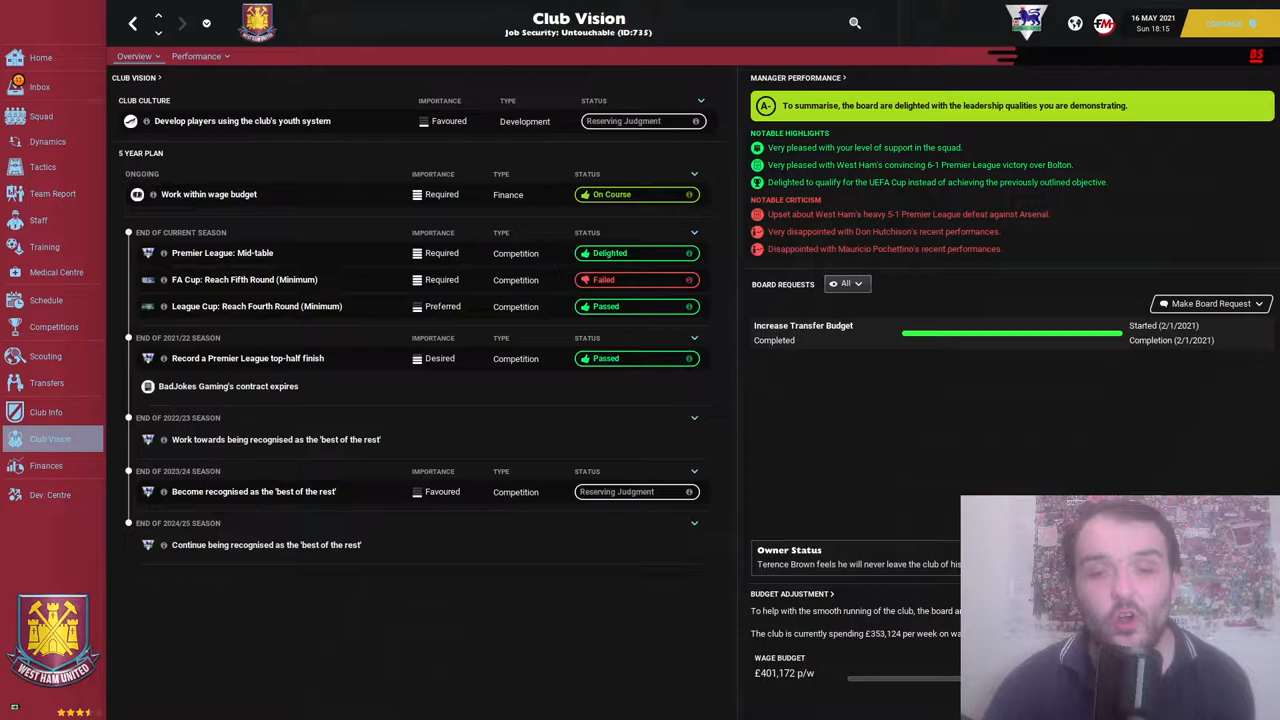 Club Vision
Job Security: Untouchable (ID:735)
16 MAY 2021
Sun 18:15
CONTINUE
FM
Home
Inbox
Squad
Dynamics
Tactics
Team Report
Staff
Training
Medical Centre
Schedule
Competitions
Scouting
Transfers
Club Info
Club Vision
Finances
Dev. Centre
WEST HAM UNITED
Overview
Performance
BS
CLUB VISION
CLUB CULTURE IMPORTANCE TYPE STATUS
Develop players using the club's youth system Favoured Development Reserving Judgment
5 YEAR PLAN
ONGOING IMPORTANCE TYPE STATUS
Work within wage budget Required Finance On Course
END OF CURRENT SEASON IMPORTANCE TYPE STATUS
Premier League: Mid-table Required Competition Delighted
FA Cup: Reach Fifth Round (Minimum) Required Competition Failed
League Cup: Reach Fourth Round (Minimum) Preferred Competition Passed
END OF 2021/22 SEASON IMPORTANCE TYPE STATUS
Record a Premier League top-half finish Desired Competition Passed
BadJokes Gaming's contract expires
END OF 2022/23 SEASON
Work towards being recognised as the 'best of the rest'
END OF 2023/24 SEASON IMPORTANCE TYPE STATUS
Become recognised as the 'best of the rest' Favoured Competition Reserving Judgment
END OF 2024/25 SEASON
Continue being recognised as the 'best of the rest'
MANAGER PERFORMANCE
A- To summarise, the board are delighted with the leadership qualities you are demonstrating.
NOTABLE HIGHLIGHTS
Very pleased with your level of support in the squad.
Very pleased with West Ham's convincing 6-1 Premier League victory over Bolton.
Delighted to qualify for the UEFA Cup instead of achieving the previously outlined objective.
NOTABLE CRITICISM
Upset about West Ham's heavy 5-1 Premier League defeat against Arsenal.
Very disappointed with Don Hutchison's recent performances.
Disappointed with Mauricio Pochettino's recent performances.
BOARD REQUESTS All
Make Board Request
Increase Transfer Budget Started (2/1/2021)
Completed Completion (2/1/2021)
Owner Status
Terence Brown feels he will never leave the club of his
BUDGET ADJUSTMENT
To help with the smooth running of the club, the board
The club is currently spending £353,124 per week on
WAGE BUDGET
£401,172 p/w